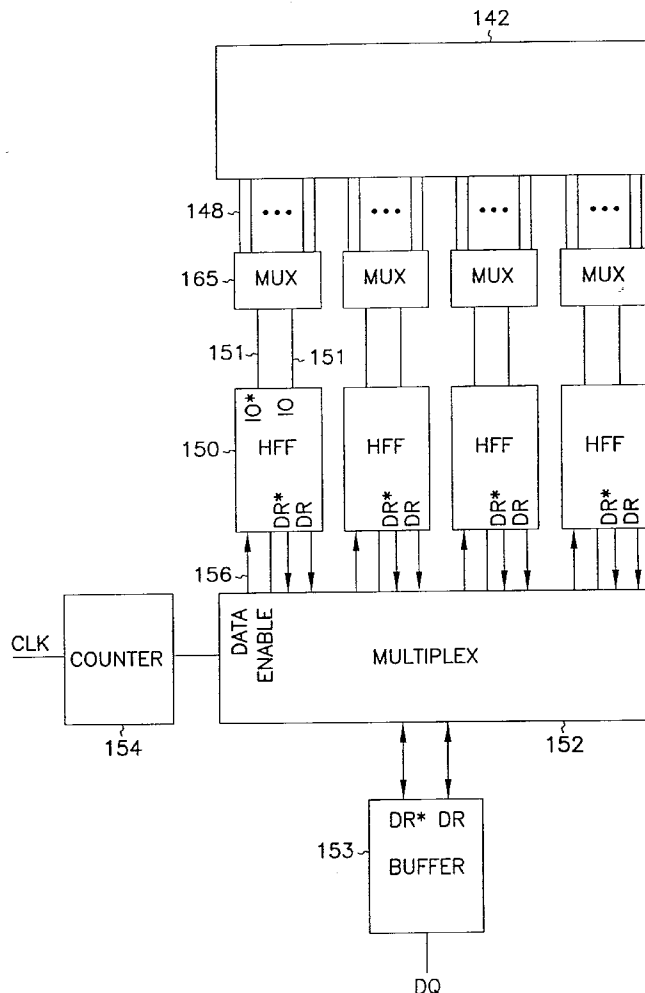 142
148
165 MUX MUX MUX MUX
151 151
IO* IO
150 HFF HFF HFF HFF
DR* DR DR* DR DR* DR DR* DR
156
CLK COUNTER DATA ENABLE MULTIPLEX
154 152
DR* DR
153 BUFFER
DQ